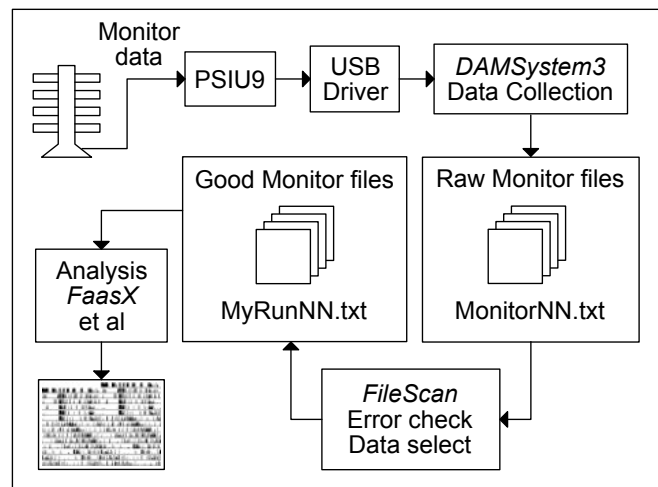 Monitor
data
PSIU9
USB
Driver
DAMSystem3
Data Collection
Raw Monitor files
MonitorNN.txt
FileScan
Error check
Data select
Good Monitor files
MyRunNN.txt
Analysis
FaasX
et al